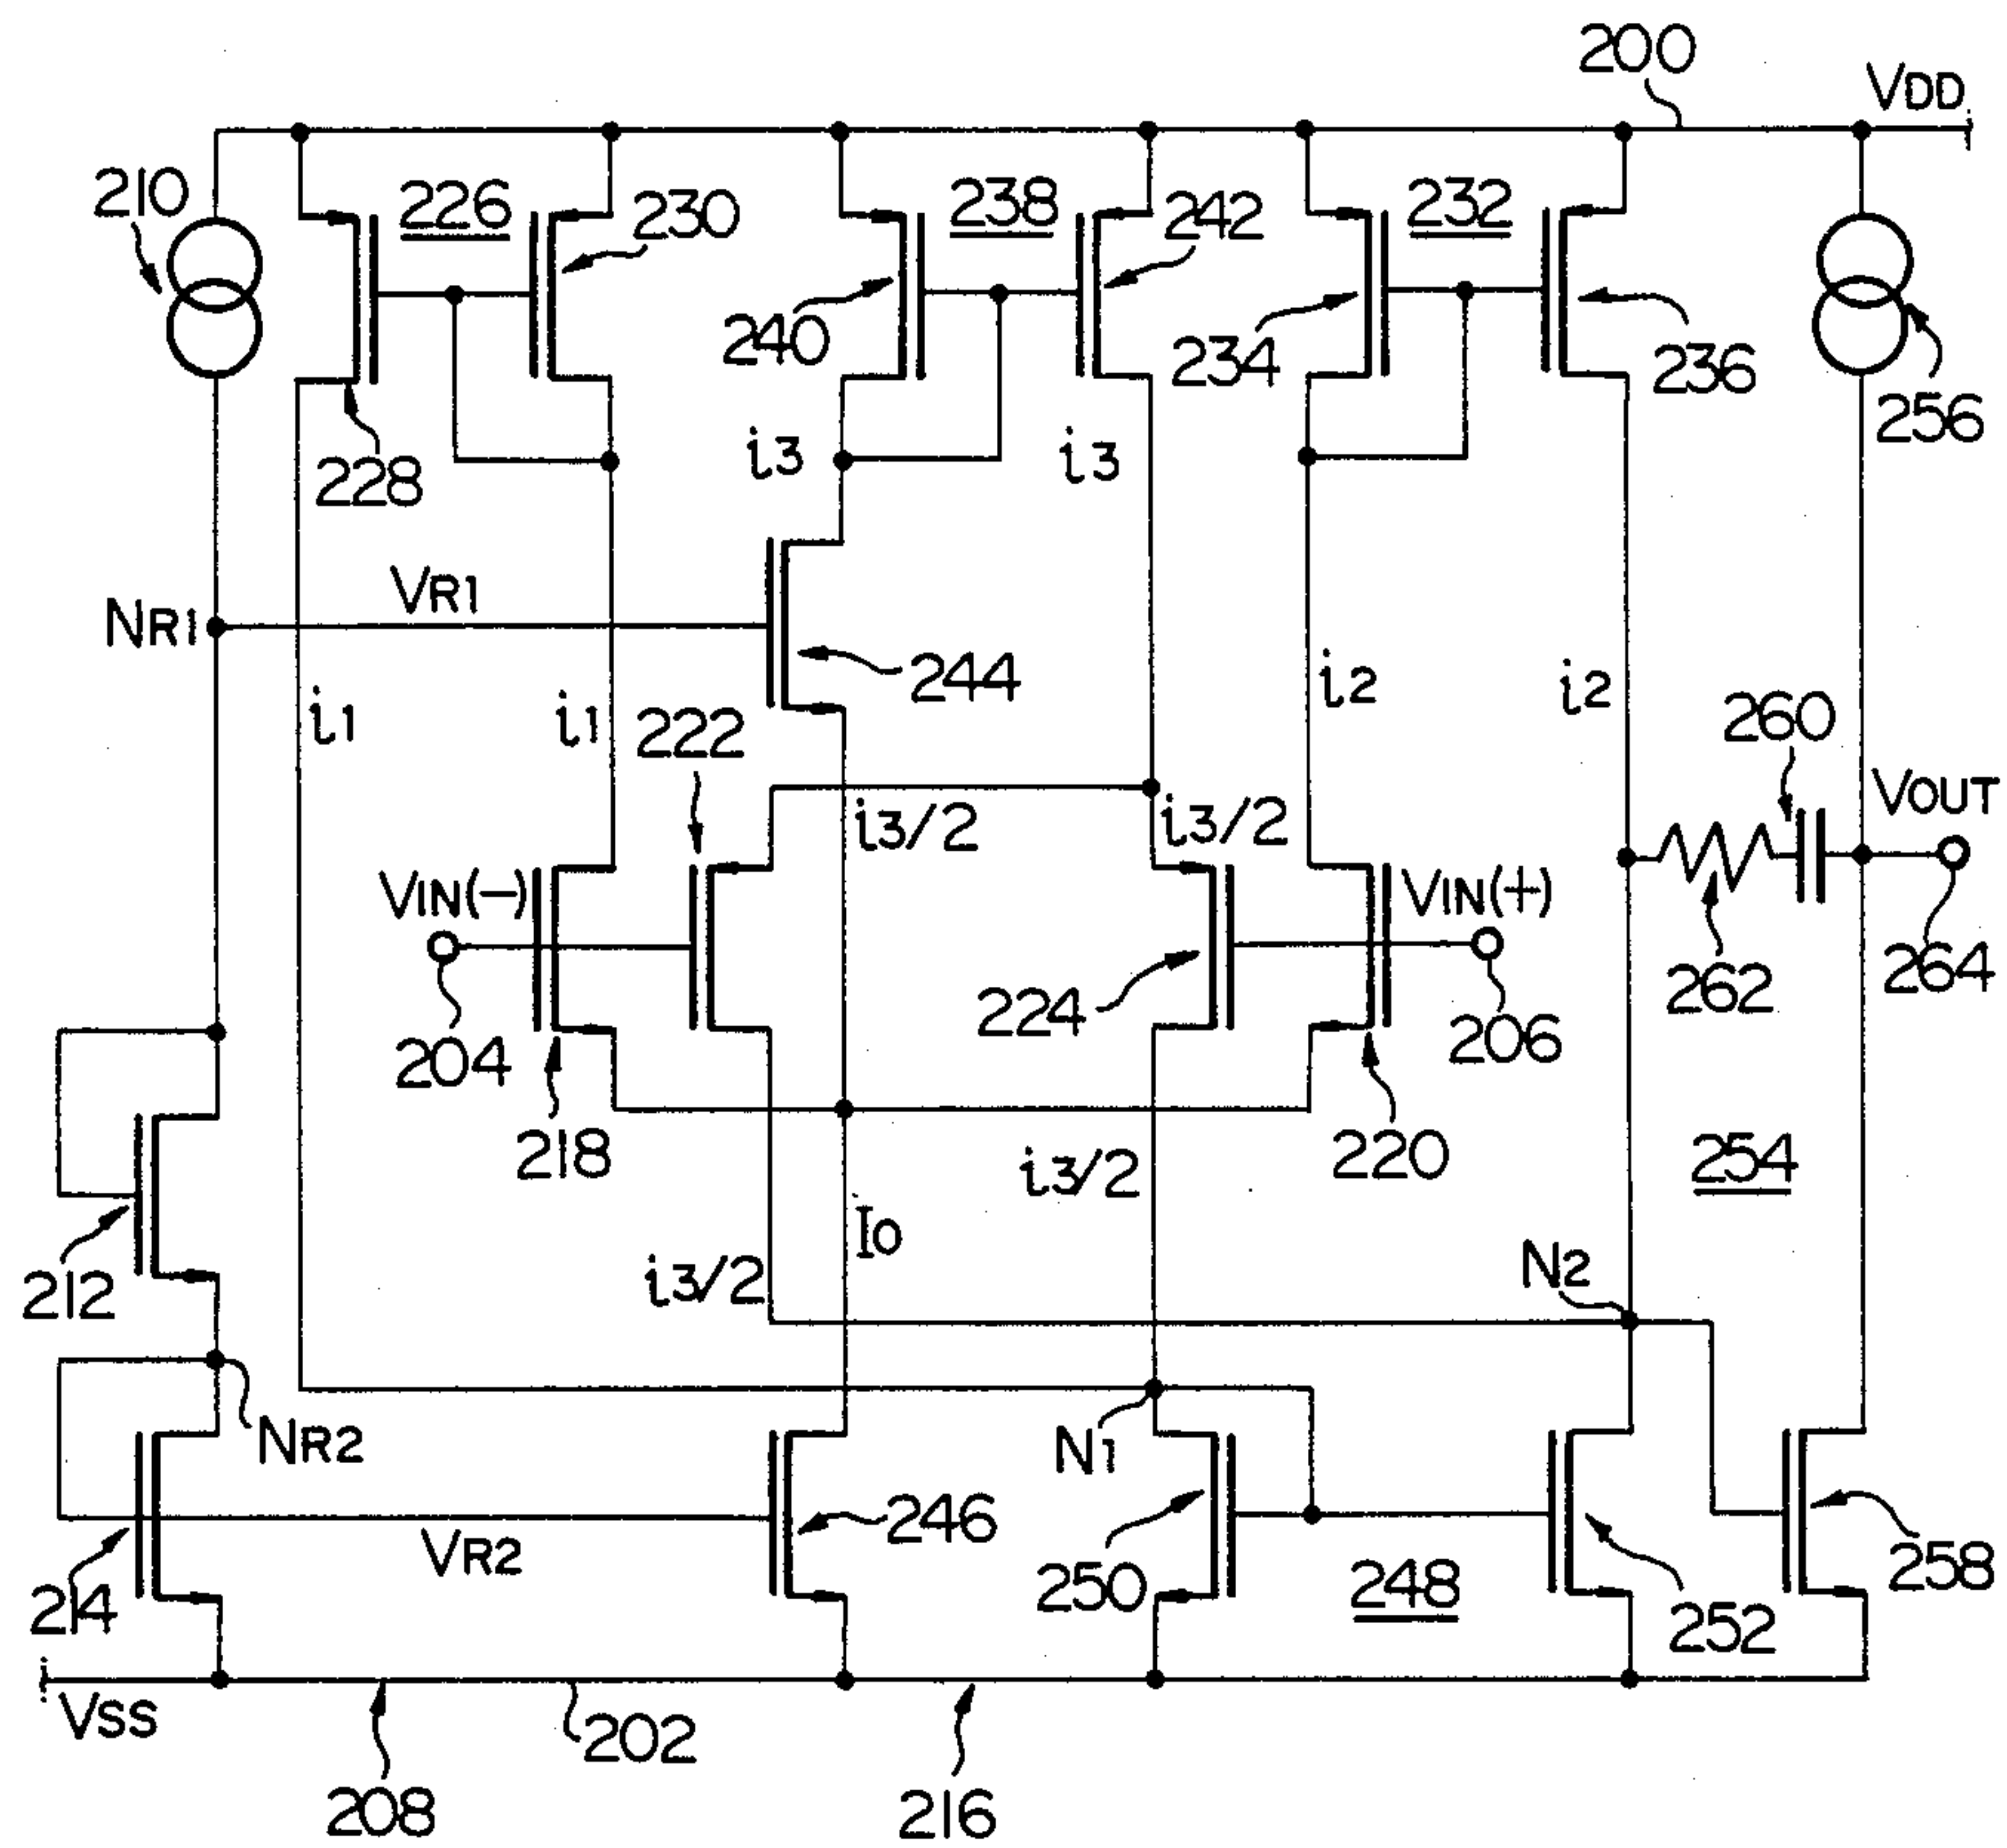 200
VDD
210
226
230
238
242
232
240
234
236
256
228
i3
i3
VR1
NR1
244
i2
i2
i1
i1
222
260
i3/2
i3/2
VOUT
VIN(−)
VIN(+)
204
224
206
262
264
218
220
i3/2
254
I0
212
i3/2
N2
NR2
N1
246
VR2
214
250
248
252
258
VSS
202
208
216